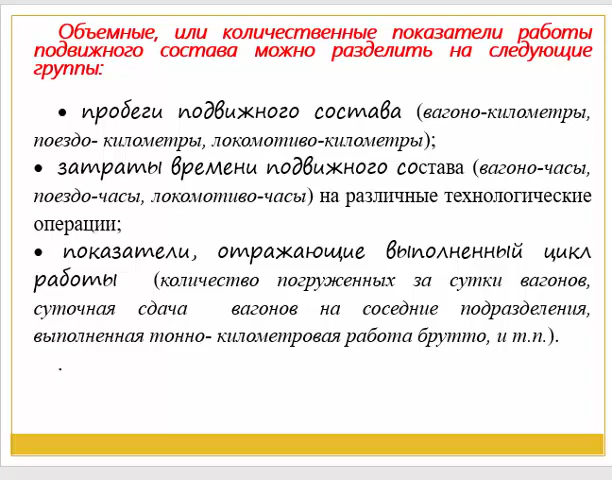 Объемные, или количественные показатели работы
подвижного состава можно разделить на следующие
группы:
• пробеги подвижного состава (вагоно-километры,
поездо- километры, локомотиво-километры);
• затраты времени подвижного состава (вагоно-часы,
поездо-часы, локомотиво-часы) на различные технологические
операции;
• показатели, отражающие выполненный цикл
работы (количество погруженных за сутки вагонов,
суточная сдача вагонов на соседние подразделения,
выполненная тонно- километровая работа брутто, и т.п.).
.